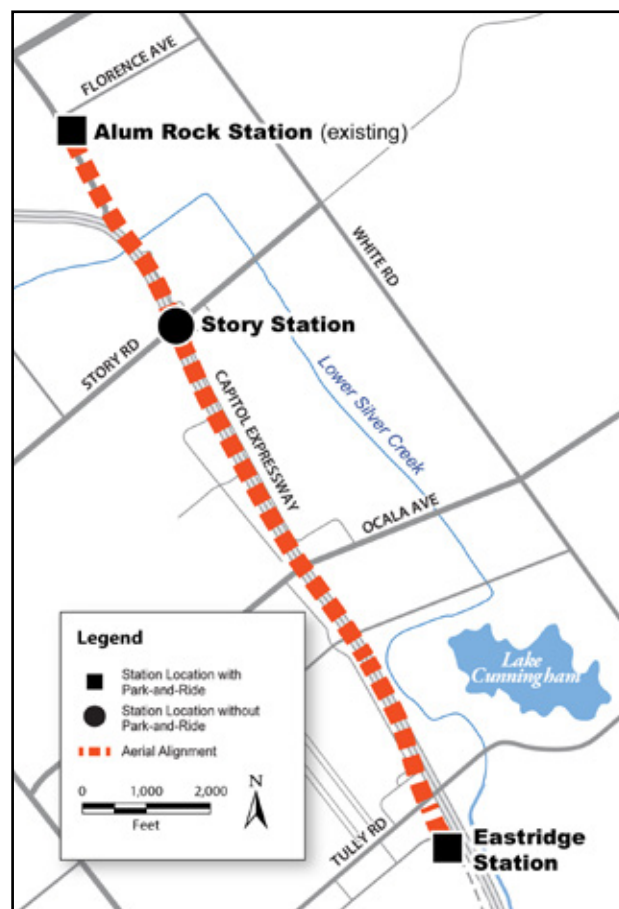 FLORENCE AVE
Alum Rock Station (existing)
WHITE RD
Story Station
STORY RD
CAPITOL EXPRESSWAY
Lower Silver Creek
OCALA AVE
Lake
Cunningham
Legend
Station Location with
Park-and-Ride
Station Location without
Park-and-Ride
Aerial Alignment
0 1,000 2,000
Feet
N
TULLY RD
Eastridge
Station